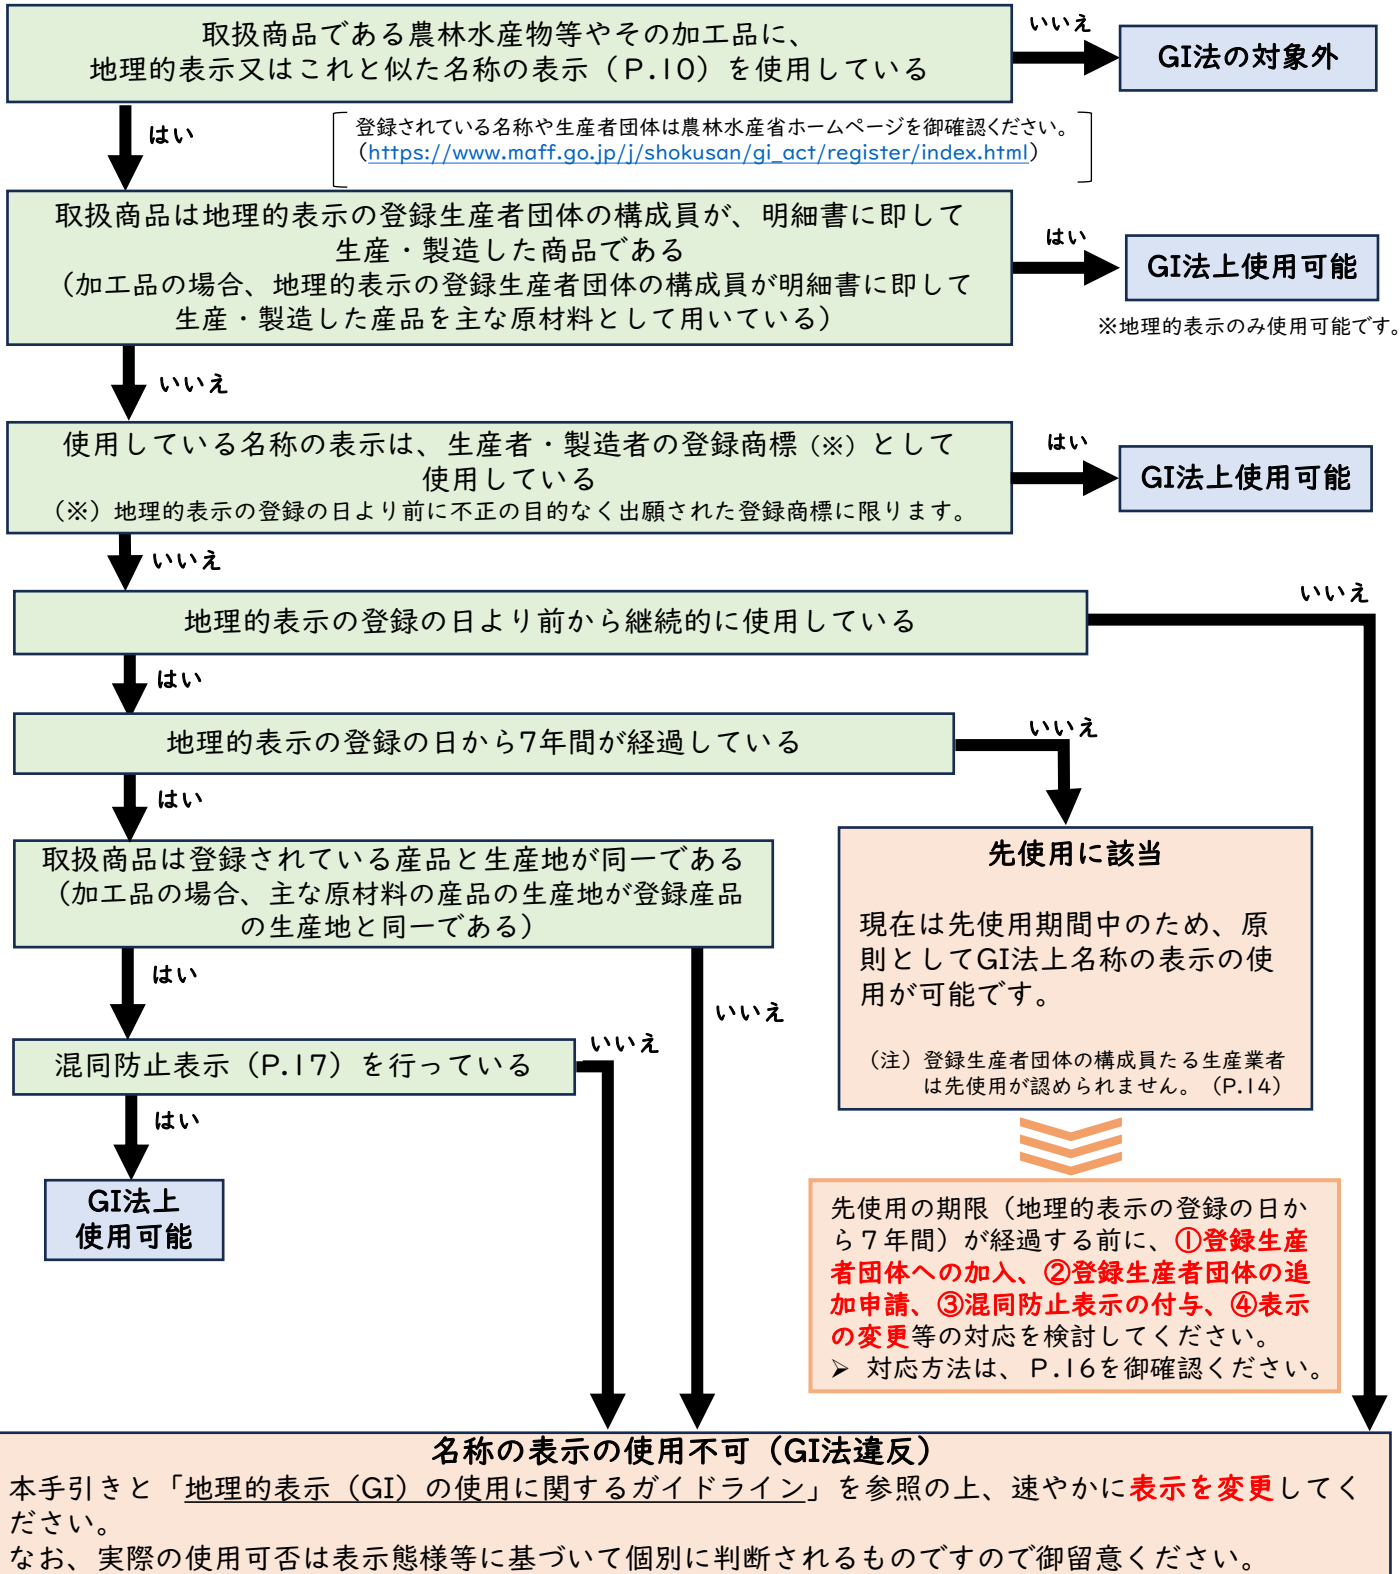 取扱商品である農林水産物等やその加工品に、
地理的表示又はこれと似た名称の表示（P.10）を使用している
いいえ
GI法の対象外
はい
登録されている名称や生産者団体は農林水産省ホームページを御確認ください。
（https://www.maff.go.jp/j/shokusan/gi_act/register/index.html）
取扱商品は地理的表示の登録生産者団体の構成員が、明細書に即して
生産・製造した商品である
（加工品の場合、地理的表示の登録生産者団体の構成員が明細書に即して
生産・製造した産品を主な原材料として用いている）
はい
GI法上使用可能
※地理的表示のみ使用可能です。
いいえ
使用している名称の表示は、生産者・製造者の登録商標（※）として
使用している
（※）地理的表示の登録の日より前に不正の目的なく出願された登録商標に限ります。
はい
GI法上使用可能
いいえ
地理的表示の登録の日より前から継続的に使用している
いいえ
はい
地理的表示の登録の日から7年間が経過している
いいえ
はい
取扱商品は登録されている産品と生産地が同一である
（加工品の場合、主な原材料の産品の生産地が登録産品
の生産地と同一である）
はい
いいえ
混同防止表示（P.17）を行っている
いいえ
はい
GI法上
使用可能
先使用に該当
現在は先使用期間中のため、原
則としてGI法上名称の表示の使
用が可能です。
（注）登録生産者団体の構成員たる生産業者
は先使用が認められません。（P.14）
先使用の期限（地理的表示の登録の日か
ら７年間）が経過する前に、①登録生産
者団体への加入、②登録生産者団体の追
加申請、③混同防止表示の付与、④表示
の変更等の対応を検討してください。
➢ 対応方法は、P.16を御確認ください。
名称の表示の使用不可（GI法違反）
本手引きと「地理的表示（GI）の使用に関するガイドライン」を参照の上、速やかに表示を変更してく
ださい。
なお、実際の使用可否は表示態様等に基づいて個別に判断されるものですので御留意ください。